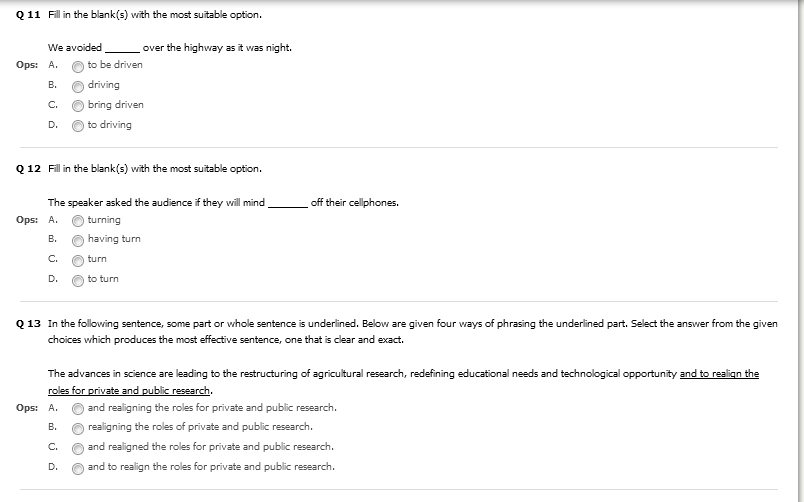 Q 11 Fill in the blank(s) with the most suitable option.
We avoided ______ over the highway as it was night.
Ops: A. to be driven
B. driving
C. bring driven
D. to driving
Q 12 Fill in the blank(s) with the most suitable option.
The speaker asked the audience if they will mind _______ off their cellphones.
Ops: A. turning
B. having turn
C. turn
D. to turn
Q 13 In the following sentence, some part or whole sentence is underlined. Below are given four ways of phrasing the underlined part. Select the answer from the given
choices which produces the most effective sentence, one that is clear and exact.
The advances in science are leading to the restructuring of agricultural research, redefining educational needs and technological opportunity and to realign the
roles for private and public research.
Ops: A. and realigning the roles for private and public research.
B. realigning the roles of private and public research.
C. and realigned the roles for private and public research.
D. and to realign the roles for private and public research.